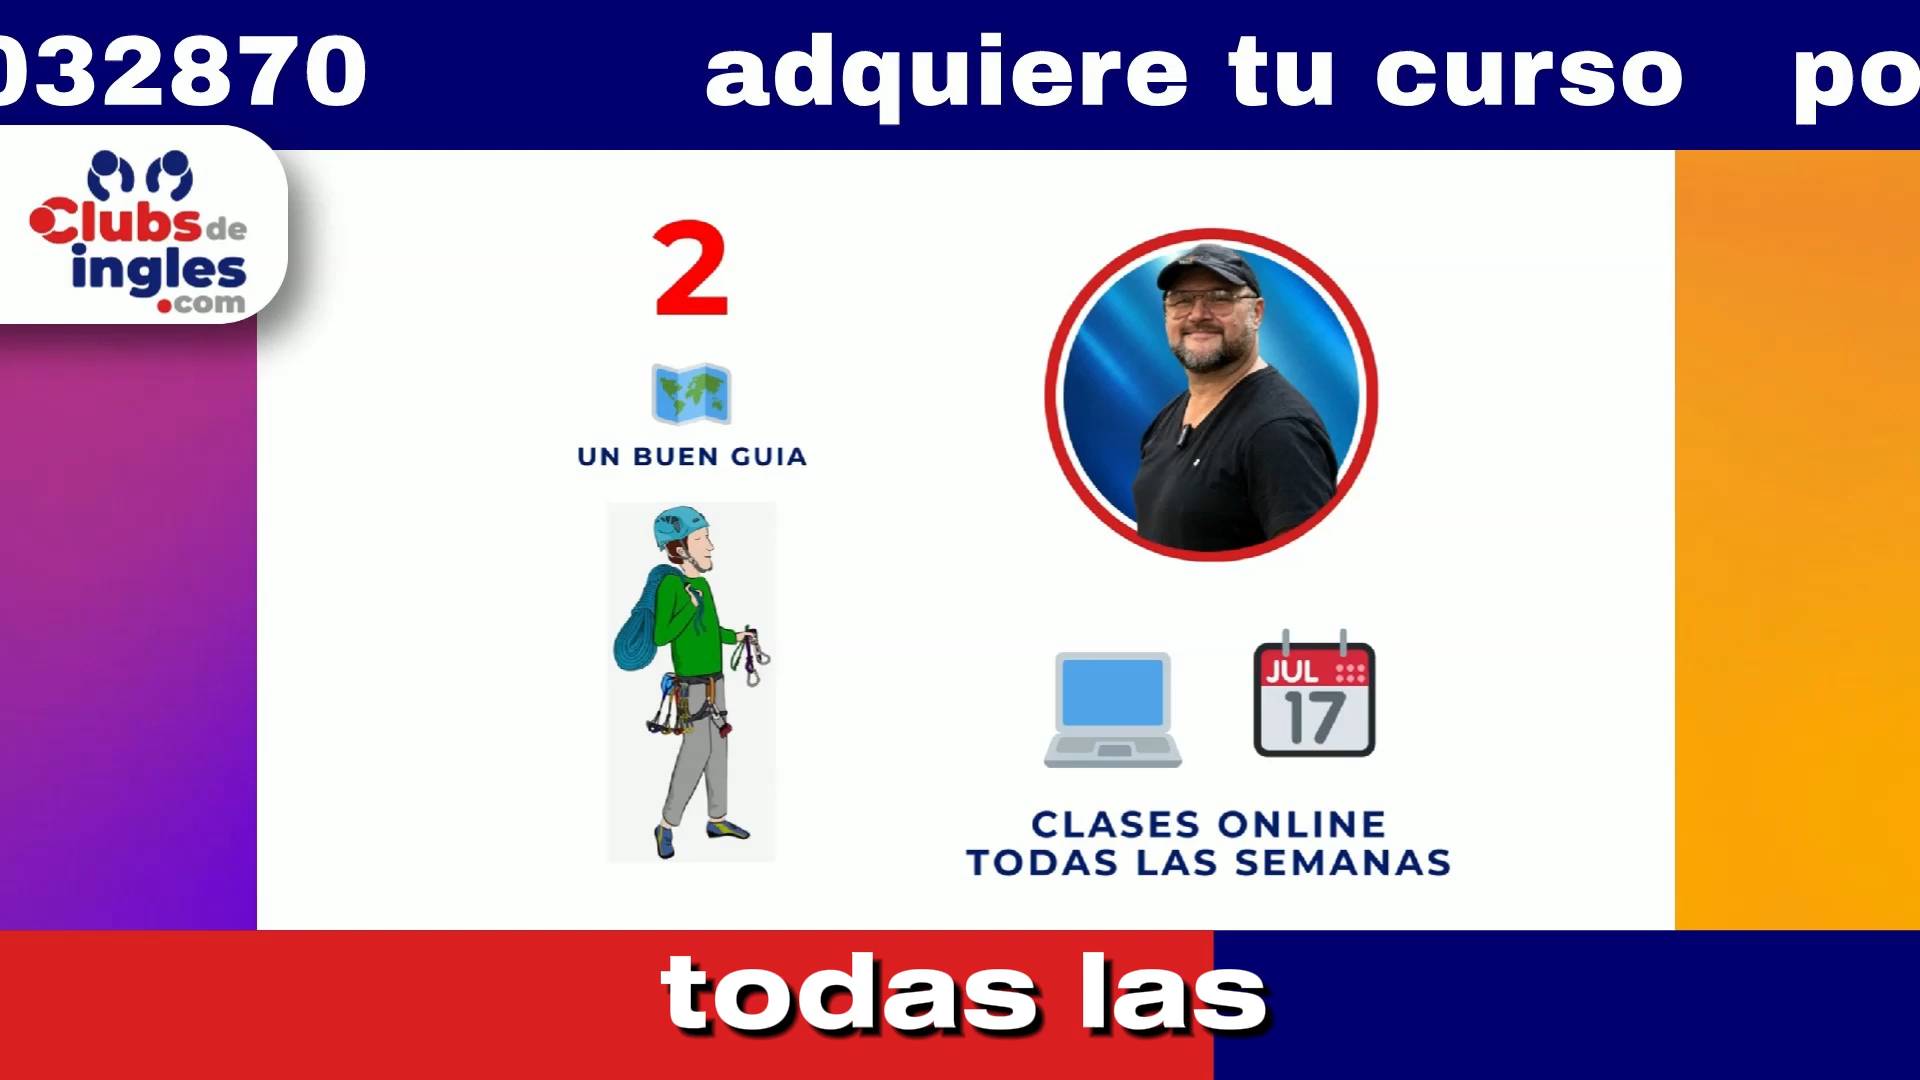 032870 adquiere tu curso po
Clubs de
ingles
.com
2
UN BUEN GUIA
JUL
17
CLASES ONLINE
TODAS LAS SEMANAS
todas las